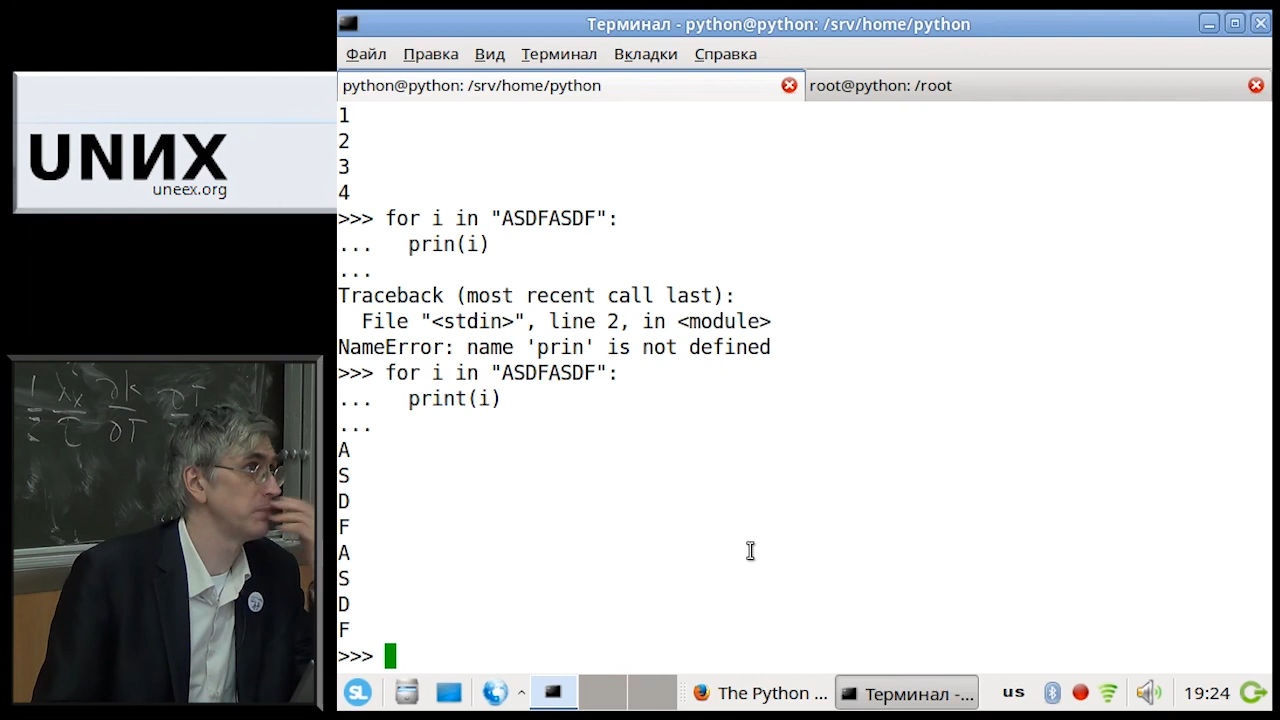 Терминал - python@python: /srv/home/python
Файл Правка Вид Терминал Вкладки Справка
python@python: /srv/home/python
root@python: /root
UNИX
uneex.org
1
2
3
4
>>> for i in "ASDFASDF":
...   prin(i)
...
Traceback (most recent call last):
  File "<stdin>", line 2, in <module>
NameError: name 'prin' is not defined
>>> for i in "ASDFASDF":
...   print(i)
...
A
S
D
F
A
S
D
F
>>>
SL
The Python ...
Терминал -...
us
19:24